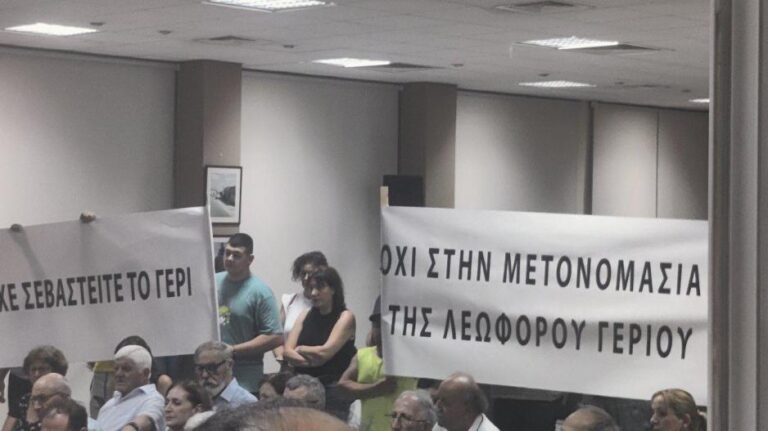 ΣΕΒΑΣΤΕΙΤΕ ΤΟ ΓΕΡΙ
ΟΧΙ ΣΤΗΝ ΜΕΤΟΝΟΜΑΣΙΑ
ΤΗΣ ΛΕΩΦΟΡΟΥ ΓΕΡΙΟΥ